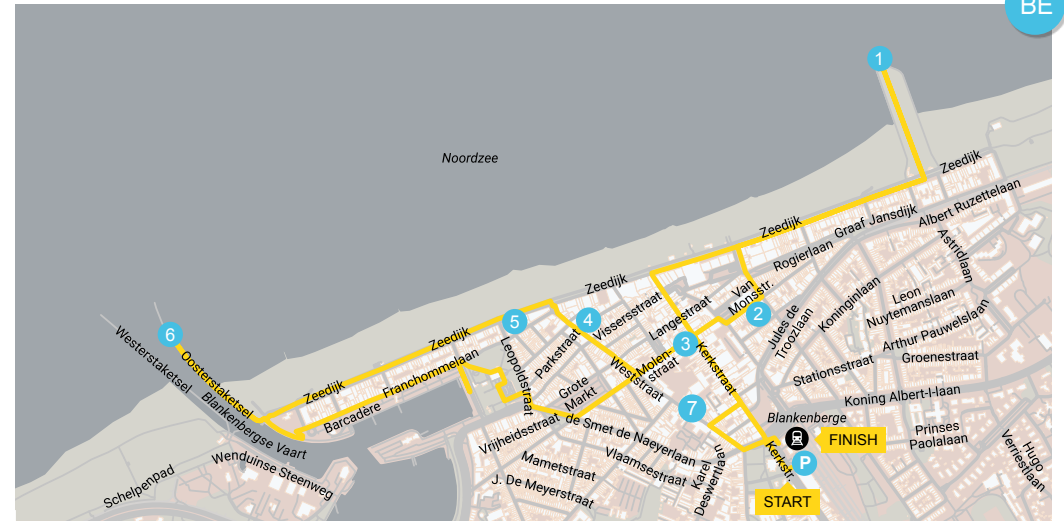 BE
1
Noordzee
Zeedijk
Albert Ruzettelaan
Graaf Jansdijk
Zeedijk
Rogierlaan
Astridlaan
Zeedijk
Van
Monsstr.
Koninginlaan
Leon
Nuytemanslaan
2
Jules de
Troozlaan
Arthur Pauwelslaan
Groenestraat
Stationsstraat
Langestraat
Vissersstraat
4
5
Zeedijk
3
Kerkstraat
Molen-
straat
Weststraat
Parkstraat
Leopoldstraat
Grote
Markt
6
Oosterstaketsel
Westerstaketsel
Blankenbergse Vaart
Zeedijk
Franchommelaan
Barcadère
Koning Albert-I-laan
7
Blankenberge
FINISH
Prinses
Paolalaan
Hugo
Verriestlaan
P
Kerkstr.
START
Vrijheidsstraat
de Smet de Naeyerlaan
Vlaamsestraat
Karel
Deswertlaan
Mametstraat
J. De Meyerstraat
Wenduinse Steenweg
Schelpenpad